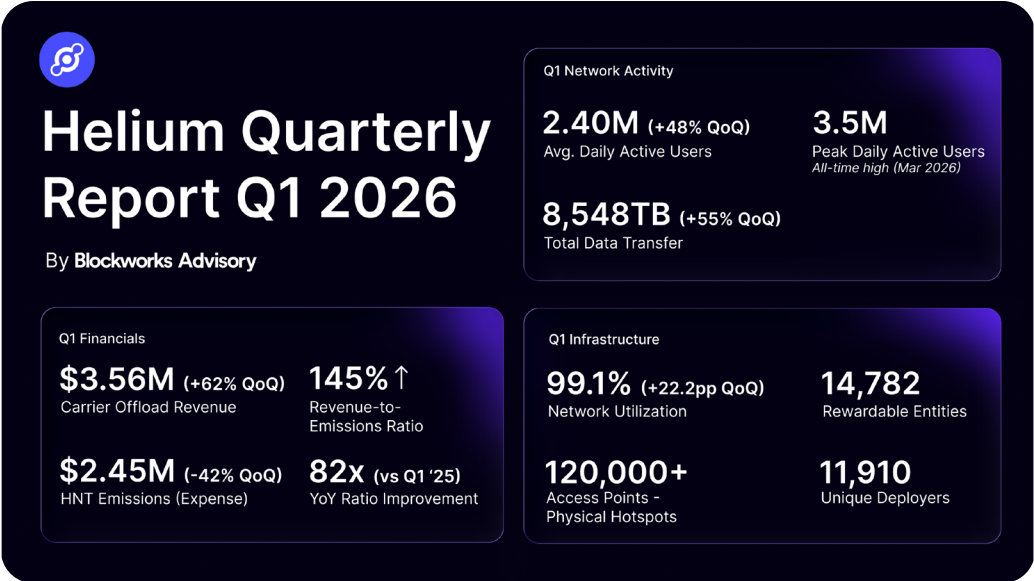 Helium Quarterly
Report Q1 2026
By Blockworks Advisory
Q1 Network Activity
2.40M (+48% QoQ)
Avg. Daily Active Users
3.5M
Peak Daily Active Users
All-time high (Mar 2026)
8,548TB (+55% QoQ)
Total Data Transfer
Q1 Financials
$3.56M (+62% QoQ)
Carrier Offload Revenue
145%↑
Revenue-to-
Emissions Ratio
$2.45M (-42% QoQ)
HNT Emissions (Expense)
82x (vs Q1 ‘25)
YoY Ratio Improvement
Q1 Infrastructure
99.1% (+22.2pp QoQ)
Network Utilization
14,782
Rewardable Entities
120,000+
Access Points -
Physical Hotspots
11,910
Unique Deployers